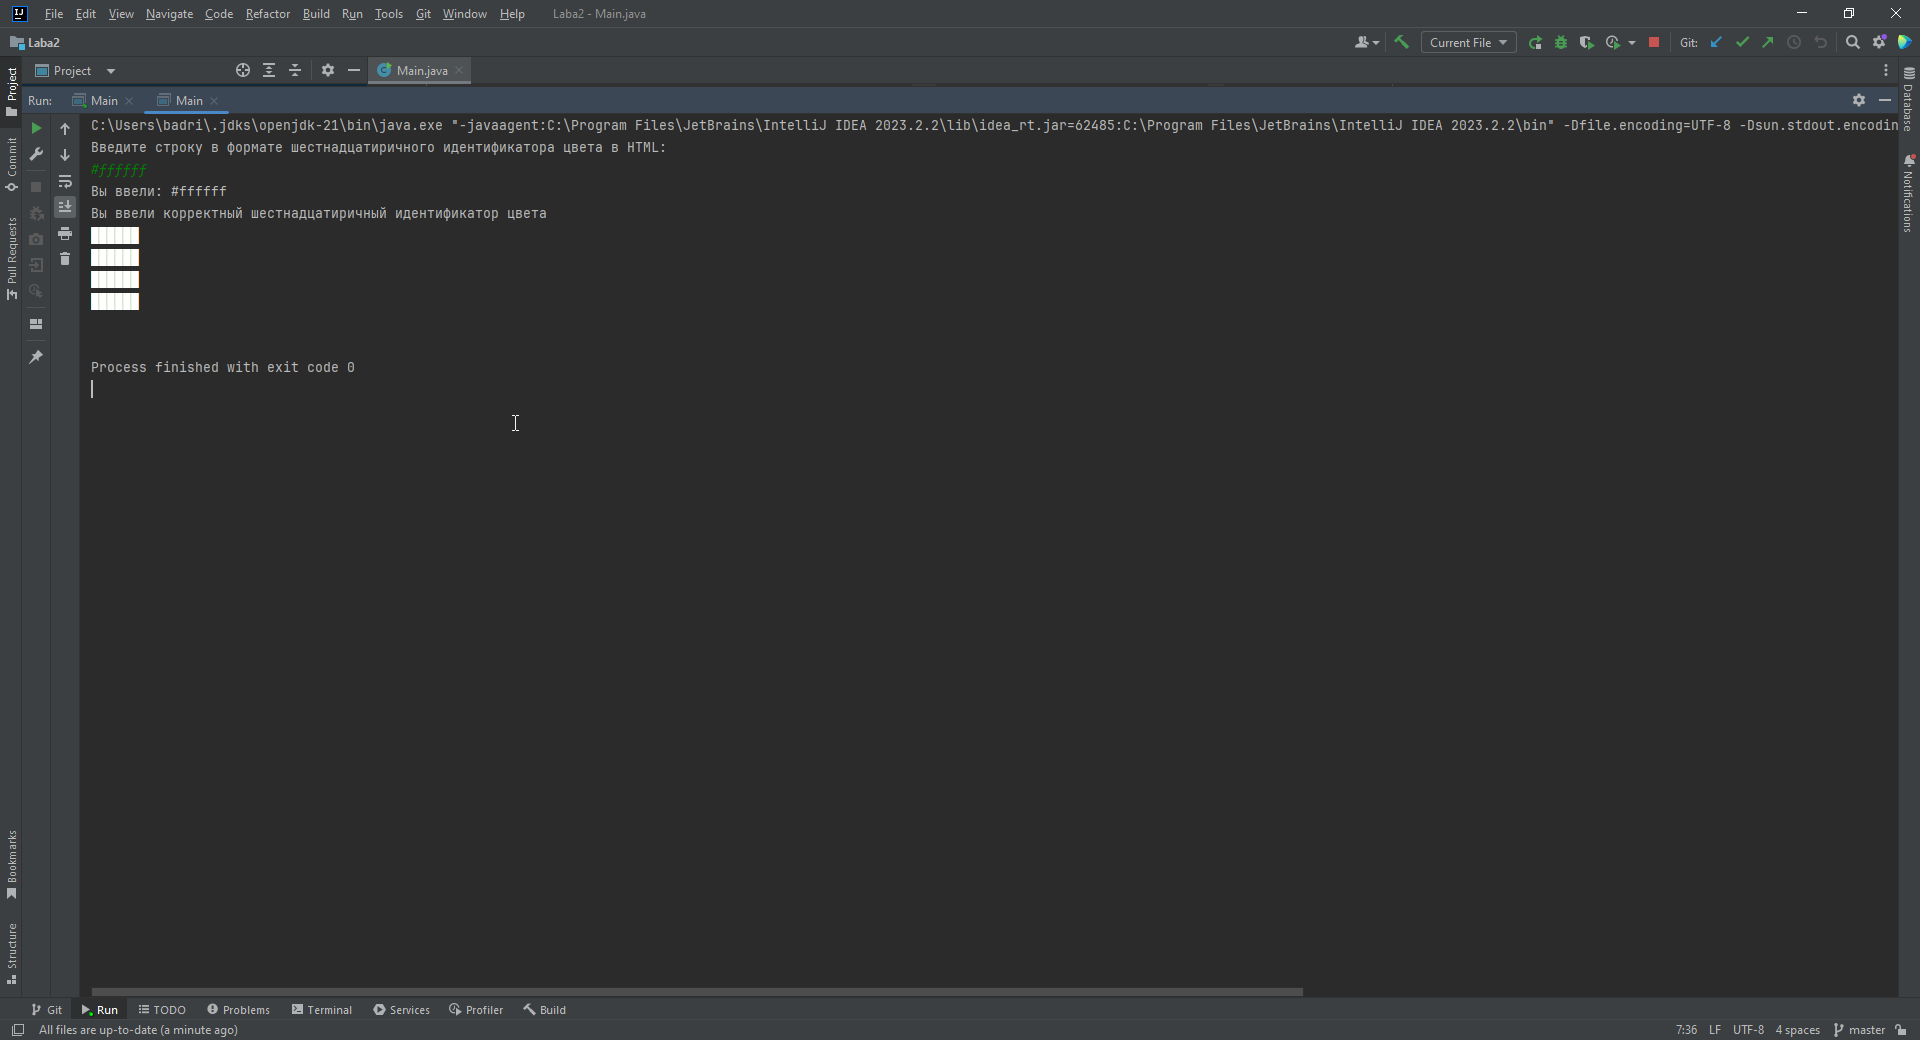 File Edit View Navigate Code Refactor Build Run Tools Git Window Help Laba2 - Main.java
Laba2
Current File
Git:
Project
Main.java
Run: Main Main
C:\Users\badri\.jdks\openjdk-21\bin\java.exe "-javaagent:C:\Program Files\JetBrains\IntelliJ IDEA 2023.2.2\lib\idea_rt.jar=62485:C:\Program Files\JetBrains\IntelliJ IDEA 2023.2.2\bin" -Dfile.encoding=UTF-8 -Dsun.stdout.encodin
Введите строку в формате шестнадцатиричного идентификатора цвета в HTML:
#ffffff
Вы ввели: #ffffff
Вы ввели корректный шестнадцатиричный идентификатор цвета
Process finished with exit code 0
Project
Commit
Pull Requests
Bookmarks
Structure
Database
Notifications
Git Run TODO Problems Terminal Services Profiler Build
All files are up-to-date (a minute ago)
7:36 LF UTF-8 4 spaces master